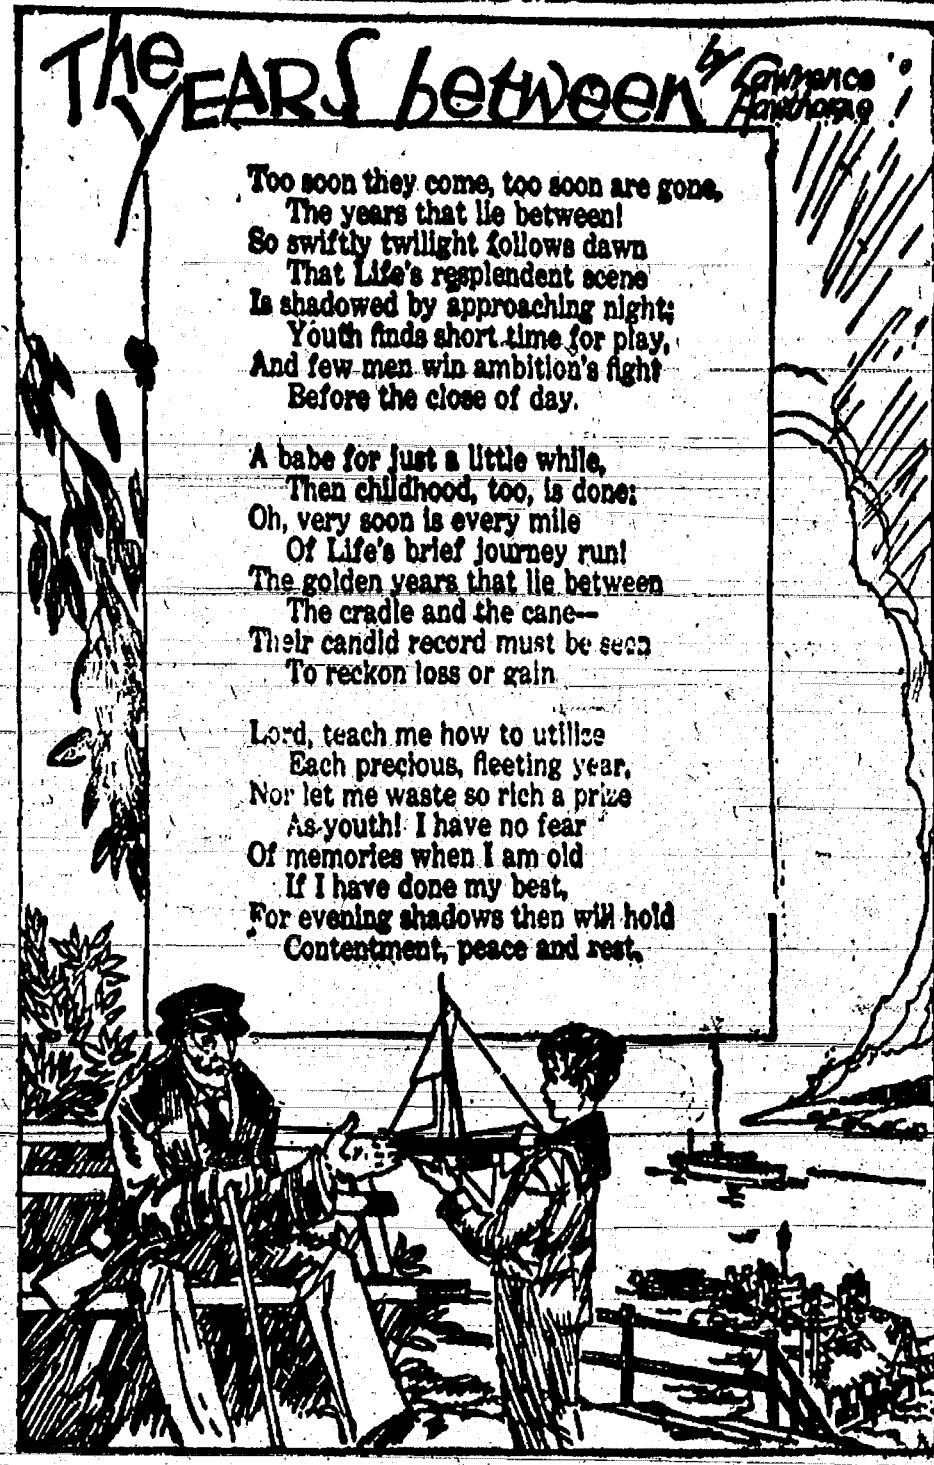 The YEARS between by Lawrence Hawthorne
Too soon they come, too soon are gone,
The years that lie between!
So swiftly twilight follows dawn
That Life's resplendent scene
Is shadowed by approaching night;
Youth finds short time for play,
And few men win ambition's fight
Before the close of day.
A babe for just a little while,
Then childhood, too, is done;
Oh, very soon is every mile
Of Life's brief journey run!
The golden years that lie between
The cradle and the cane—
Their candid record must be seen
To reckon loss or gain
Lord, teach me how to utilize
Each precious, fleeting year,
Nor let me waste so rich a prize
As youth! I have no fear
Of memories when I am old
If I have done my best,
For evening shadows then will hold
Contentment, peace and rest.